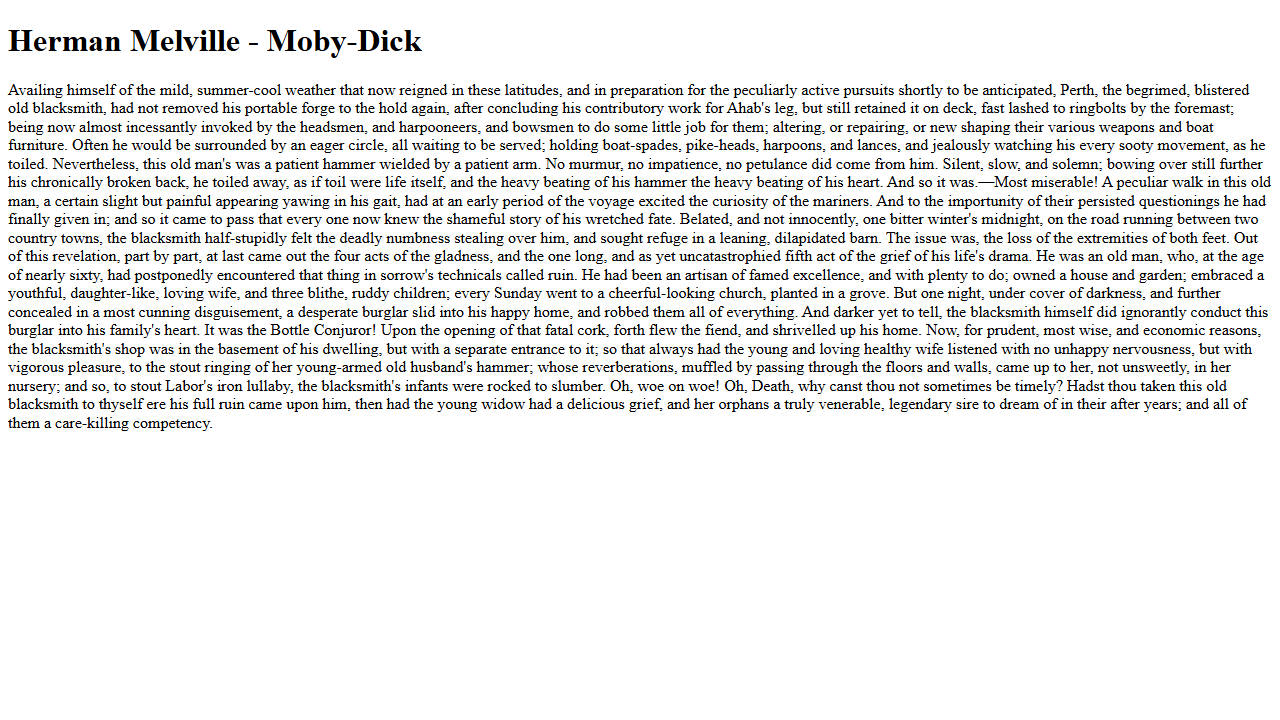 Herman Melville - Moby-Dick
Availing himself of the mild, summer-cool weather that now reigned in these latitudes, and in preparation for the peculiarly active pursuits shortly to be anticipated, Perth, the begrimed, blistered
old blacksmith, had not removed his portable forge to the hold again, after concluding his contributory work for Ahab's leg, but still retained it on deck, fast lashed to ringbolts by the foremast;
being now almost incessantly invoked by the headsmen, and harpooneers, and bowsmen to do some little job for them; altering, or repairing, or new shaping their various weapons and boat
furniture. Often he would be surrounded by an eager circle, all waiting to be served; holding boat-spades, pike-heads, harpoons, and lances, and jealously watching his every sooty movement, as he
toiled. Nevertheless, this old man's was a patient hammer wielded by a patient arm. No murmur, no impatience, no petulance did come from him. Silent, slow, and solemn; bowing over still further
his chronically broken back, he toiled away, as if toil were life itself, and the heavy beating of his hammer the heavy beating of his heart. And so it was.—Most miserable! A peculiar walk in this old
man, a certain slight but painful appearing yawing in his gait, had at an early period of the voyage excited the curiosity of the mariners. And to the importunity of their persisted questionings he had
finally given in; and so it came to pass that every one now knew the shameful story of his wretched fate. Belated, and not innocently, one bitter winter's midnight, on the road running between two
country towns, the blacksmith half-stupidly felt the deadly numbness stealing over him, and sought refuge in a leaning, dilapidated barn. The issue was, the loss of the extremities of both feet. Out
of this revelation, part by part, at last came out the four acts of the gladness, and the one long, and as yet uncatastrophied fifth act of the grief of his life's drama. He was an old man, who, at the age
of nearly sixty, had postponedly encountered that thing in sorrow's technicals called ruin. He had been an artisan of famed excellence, and with plenty to do; owned a house and garden; embraced a
youthful, daughter-like, loving wife, and three blithe, ruddy children; every Sunday went to a cheerful-looking church, planted in a grove. But one night, under cover of darkness, and further
concealed in a most cunning disguisement, a desperate burglar slid into his happy home, and robbed them all of everything. And darker yet to tell, the blacksmith himself did ignorantly conduct this
burglar into his family's heart. It was the Bottle Conjuror! Upon the opening of that fatal cork, forth flew the fiend, and shrivelled up his home. Now, for prudent, most wise, and economic reasons,
the blacksmith's shop was in the basement of his dwelling, but with a separate entrance to it; so that always had the young and loving healthy wife listened with no unhappy nervousness, but with
vigorous pleasure, to the stout ringing of her young-armed old husband's hammer; whose reverberations, muffled by passing through the floors and walls, came up to her, not unsweetly, in her
nursery; and so, to stout Labor's iron lullaby, the blacksmith's infants were rocked to slumber. Oh, woe on woe! Oh, Death, why canst thou not sometimes be timely? Hadst thou taken this old
blacksmith to thyself ere his full ruin came upon him, then had the young widow had a delicious grief, and her orphans a truly venerable, legendary sire to dream of in their after years; and all of
them a care-killing competency.